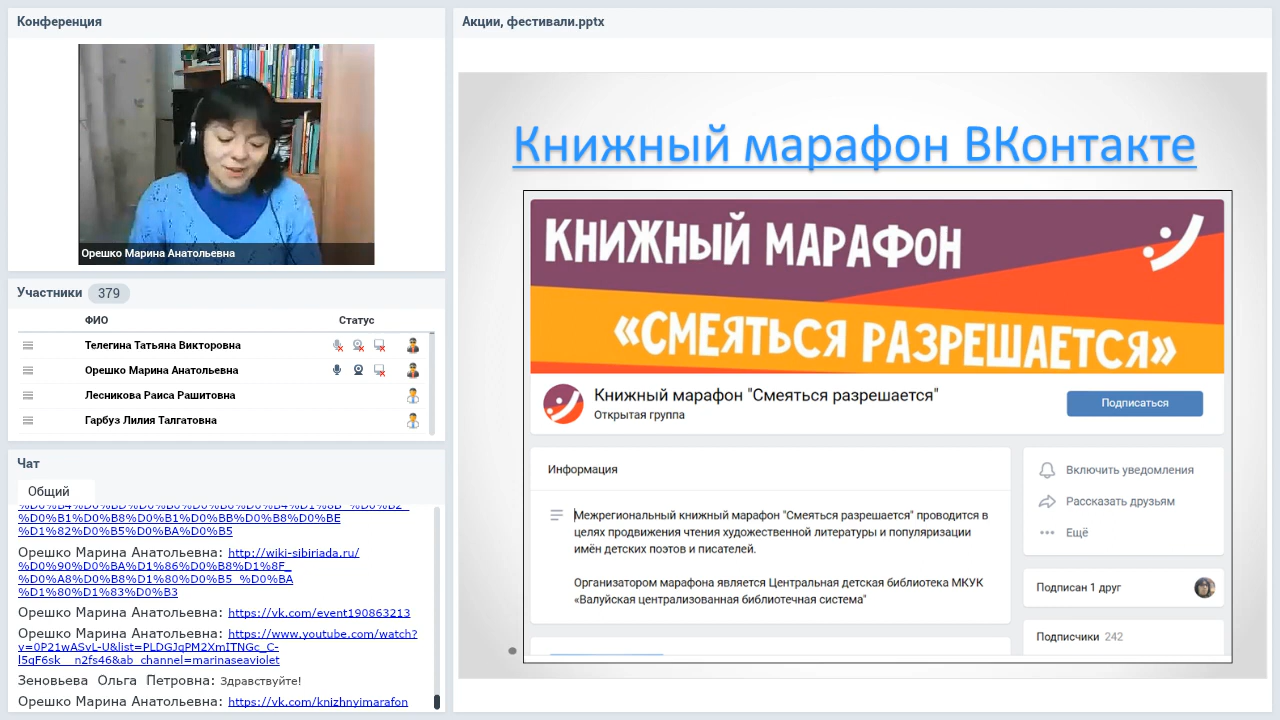 Конференция
Орешко Марина Анатольевна
Участники 379
ФИО Статус
Телегина Татьяна Викторовна
Орешко Марина Анатольевна
Лесникова Раиса Рашитовна
Гарбуз Лилия Талгатовна
Чат
Общий
%D0%B1%D0%B8%D0%B1%D0%BB%D0%B8%D0%BE
%D1%82%D0%B5%D0%BA%D0%B5
Орешко Марина Анатольевна: http://wiki-sibiriada.ru/
%D0%90%D0%BA%D1%86%D0%B8%D1%8F_
%D0%A8%D0%B8%D1%80%D0%B5_%D0%BA
%D1%80%D1%83%D0%B3
Орешко Марина Анатольевна: https://vk.com/event190863213
Орешко Марина Анатольевна: https://www.youtube.com/watch?
v=0P21wASvL-U&list=PLDGJqPM2XmITNGc_C-
l5qF6sk__n2fs46&ab_channel=marinaseaviolet
Зеновьева Ольга Петровна: Здравствуйте!
Орешко Марина Анатольевна: https://vk.com/knizhnyimarafon
Акции, фестивали.pptx
Книжный марафон ВКонтакте
КНИЖНЫЙ МАРАФОН
«СМЕЯТЬСЯ РАЗРЕШАЕТСЯ»
Книжный марафон "Смеяться разрешается"
Открытая группа
Подписаться
Информация
Межрегиональный книжный марафон "Смеяться разрешается" проводится в
целях продвижения чтения художественной литературы и популяризации
имён детских поэтов и писателей.
Организатором марафона является Центральная детская библиотека МКУК
«Валуйская централизованная библиотечная система"
Включить уведомления
Рассказать друзьям
Ещё
Подписан 1 друг
Подписчики 242